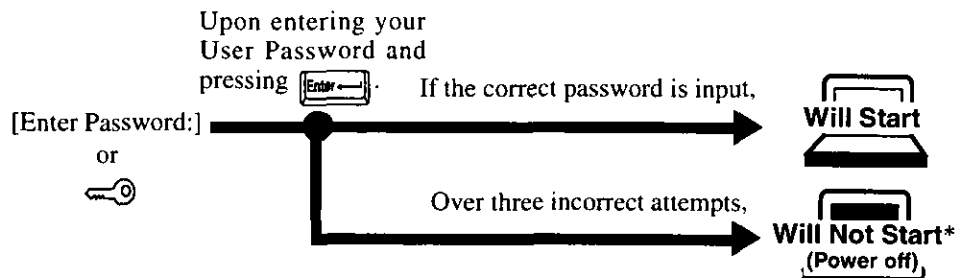 Upon entering your
User Password and
pressing Enter.
If the correct password is input,
[Enter Password:]
or
Will Start
Over three incorrect attempts,
Will Not Start*
(Power off)